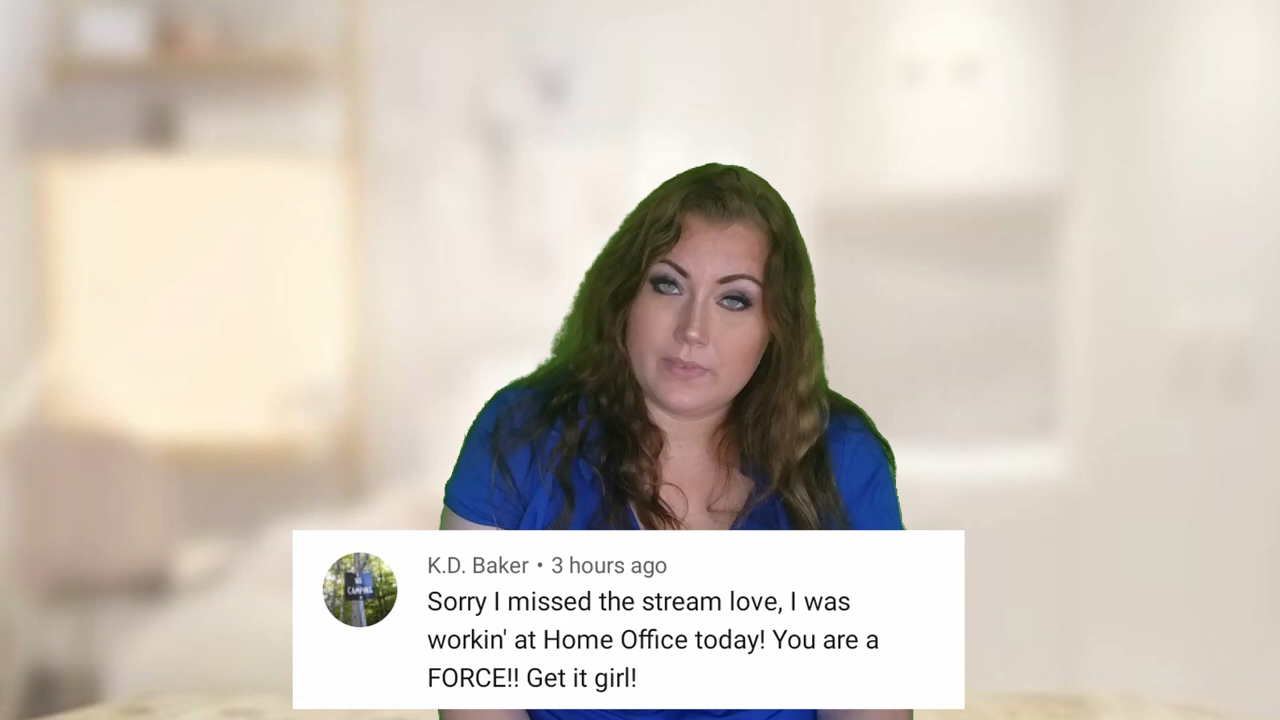 K.D. Baker • 3 hours ago
Sorry I missed the stream love, I was
workin' at Home Office today! You are a
FORCE!! Get it girl!